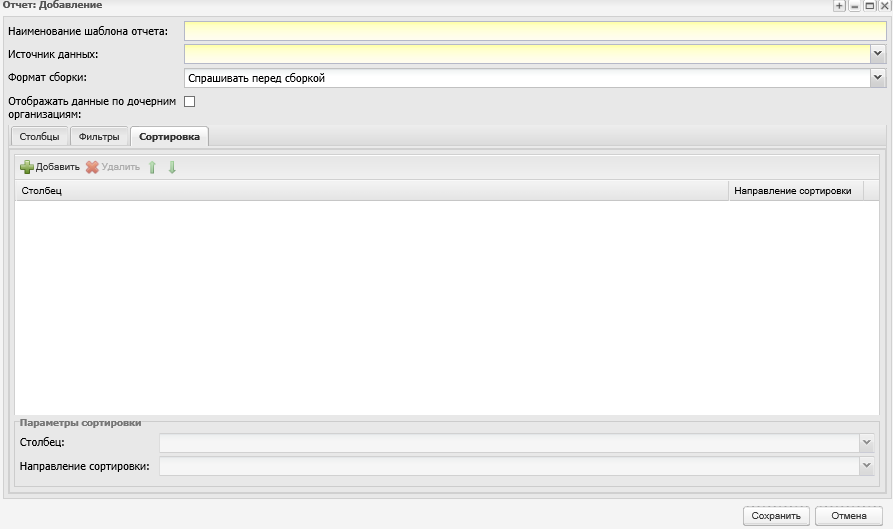 Отчет: Добавление
Наименование шаблона отчета:
Источник данных:
Формат сборки: Спрашивать перед сборкой
Отображать данные по дочерним
организациям:
Столбцы Фильтры Сортировка
Добавить Удалить
Столбец Направление сортировки
Параметры сортировки
Столбец:
Направление сортировки:
Сохранить Отмена